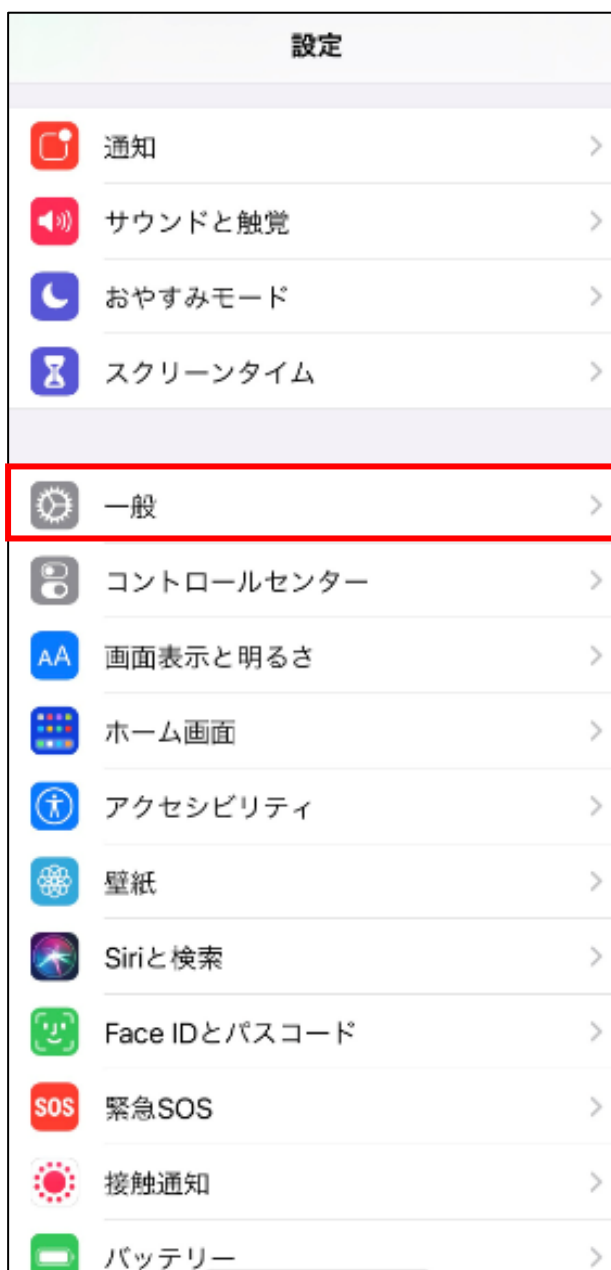 設定
通知
サウンドと触覚
おやすみモード
スクリーンタイム
一般
コントロールセンター
AA 画面表示と明るさ
ホーム画面
アクセシビリティ
壁紙
Siriと検索
Face IDとパスコード
SOS 緊急SOS
接触通知
バッテリー